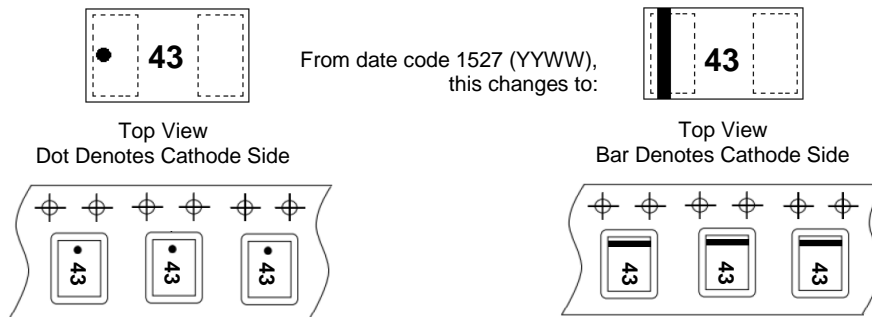 43
From date code 1527 (YYWW),
this changes to:
43
Top View
Dot Denotes Cathode Side
Top View
Bar Denotes Cathode Side
43
43
43
43
43
43